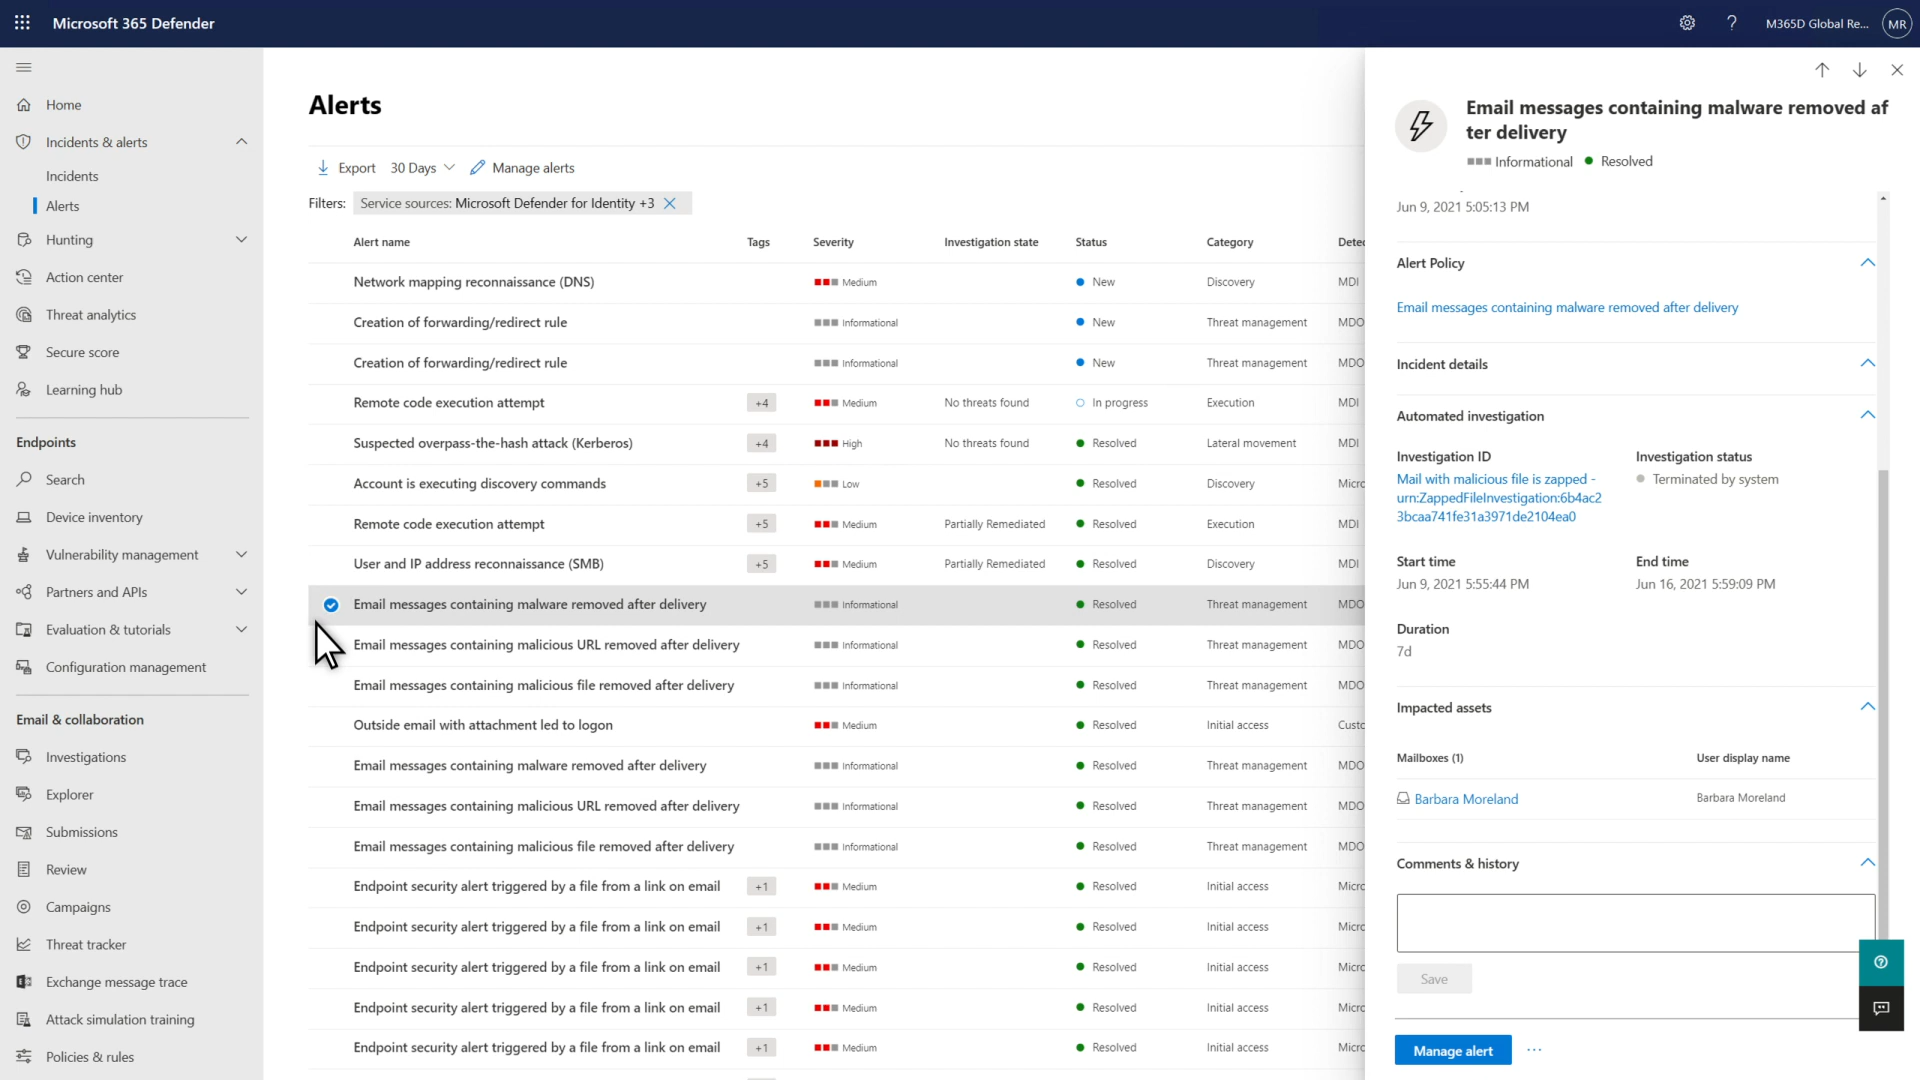 Microsoft 365 Defender
M365D Global Re...
MR
Home
Incidents & alerts
Incidents
Alerts
Hunting
Action center
Threat analytics
Secure score
Learning hub
Endpoints
Search
Device inventory
Vulnerability management
Partners and APIs
Evaluation & tutorials
Configuration management
Email & collaboration
Investigations
Explorer
Submissions
Review
Campaigns
Threat tracker
Exchange message trace
Attack simulation training
Policies & rules
Alerts
Export 30 Days Manage alerts
Filters: Service sources: Microsoft Defender for Identity +3
Alert name Tags Severity Investigation state Status Category Detec
Network mapping reconnaissance (DNS) Medium New Discovery MDI
Creation of forwarding/redirect rule Informational New Threat management MDO
Creation of forwarding/redirect rule Informational New Threat management MDO
Remote code execution attempt +4 Medium No threats found In progress Execution MDI
Suspected overpass-the-hash attack (Kerberos) +4 High No threats found Resolved Lateral movement MDI
Account is executing discovery commands +5 Low Resolved Discovery Micro
Remote code execution attempt +5 Medium Partially Remediated Resolved Execution MDI
User and IP address reconnaissance (SMB) +5 Medium Partially Remediated Resolved Discovery MDI
Email messages containing malware removed after delivery Informational Resolved Threat management MDO
Email messages containing malicious URL removed after delivery Informational Resolved Threat management MDO
Email messages containing malicious file removed after delivery Informational Resolved Threat management MDO
Outside email with attachment led to logon Medium Resolved Initial access Custo
Email messages containing malware removed after delivery Informational Resolved Threat management MDO
Email messages containing malicious URL removed after delivery Informational Resolved Threat management MDO
Email messages containing malicious file removed after delivery Informational Resolved Threat management MDO
Endpoint security alert triggered by a file from a link on email +1 Medium Resolved Initial access Micro
Endpoint security alert triggered by a file from a link on email +1 Medium Resolved Initial access Micro
Endpoint security alert triggered by a file from a link on email +1 Medium Resolved Initial access Micro
Endpoint security alert triggered by a file from a link on email +1 Medium Resolved Initial access Micro
Endpoint security alert triggered by a file from a link on email +1 Medium Resolved Initial access Micro
Email messages containing malware removed af
ter delivery
Informational Resolved
Jun 9, 2021 5:05:13 PM
Alert Policy
Email messages containing malware removed after delivery
Incident details
Automated investigation
Investigation ID Investigation status
Mail with malicious file is zapped - Terminated by system
urn:ZappedFileInvestigation:6b4ac2
3bcaa741fe31a3971de2104ea0
Start time End time
Jun 9, 2021 5:55:44 PM Jun 16, 2021 5:59:09 PM
Duration
7d
Impacted assets
Mailboxes (1) User display name
Barbara Moreland Barbara Moreland
Comments & history
Save
Manage alert